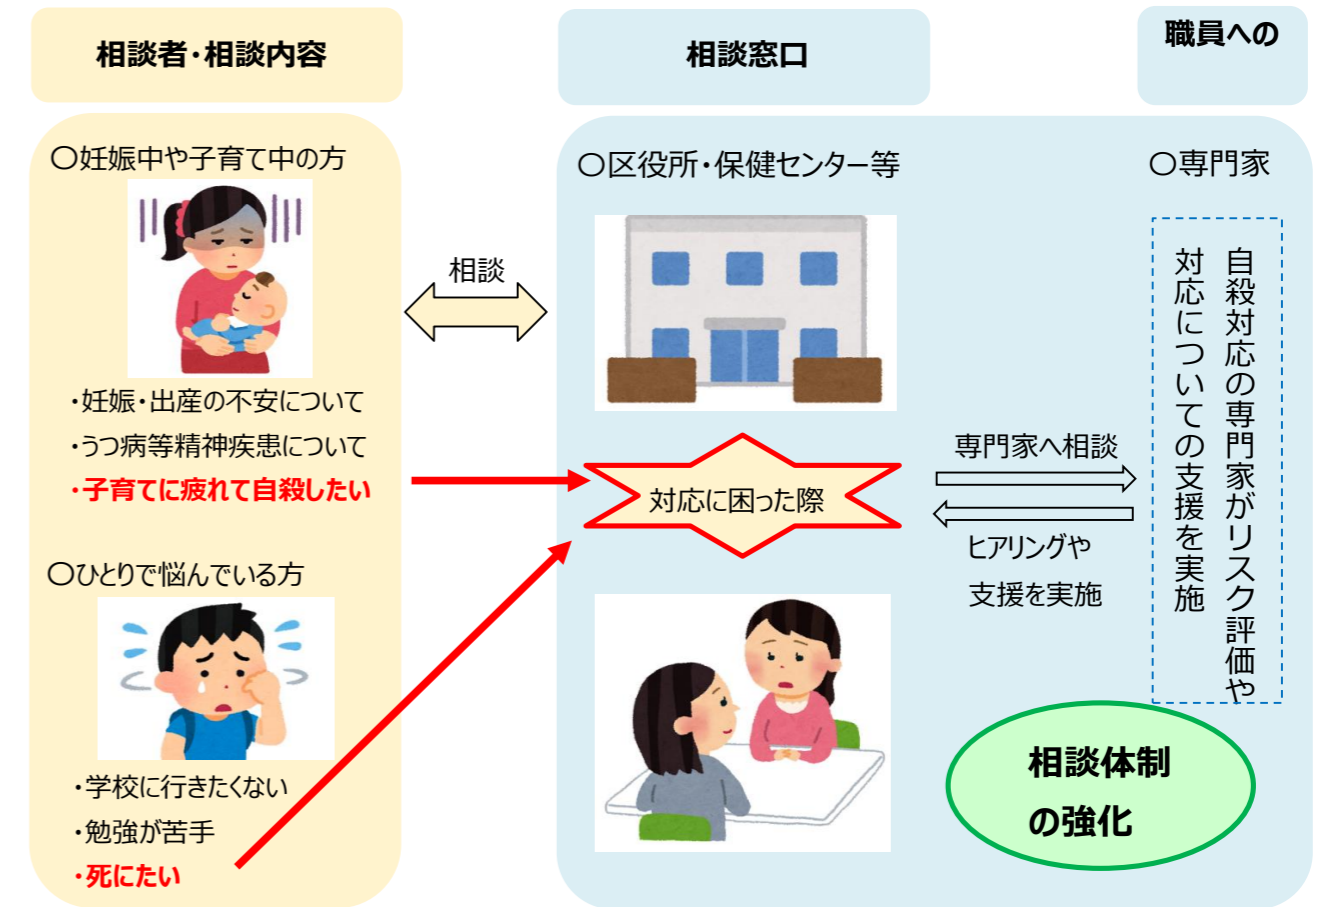 相談者・相談内容
相談窓口
職員への
〇妊娠中や子育て中の方
・妊娠・出産の不安について
・うつ病等精神疾患について
・子育てに疲れて自殺したい
〇ひとりで悩んでいる方
・学校に行きたくない
・勉強が苦手
・死にたい
相談
〇区役所・保健センター等
対応に困った際
専門家へ相談
ヒアリングや
支援を実施
〇専門家
自殺対応の専門家がリスク評価や
対応についての支援を実施
相談体制
の強化